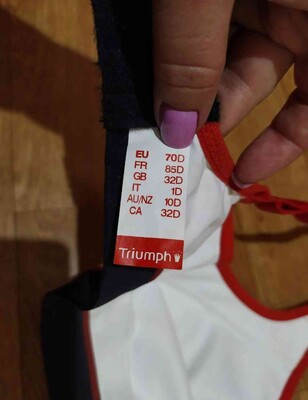 EU 70D
FR 85D
GB 32D
IT 1D
AU/NZ 10D
CA 32D
Triumph